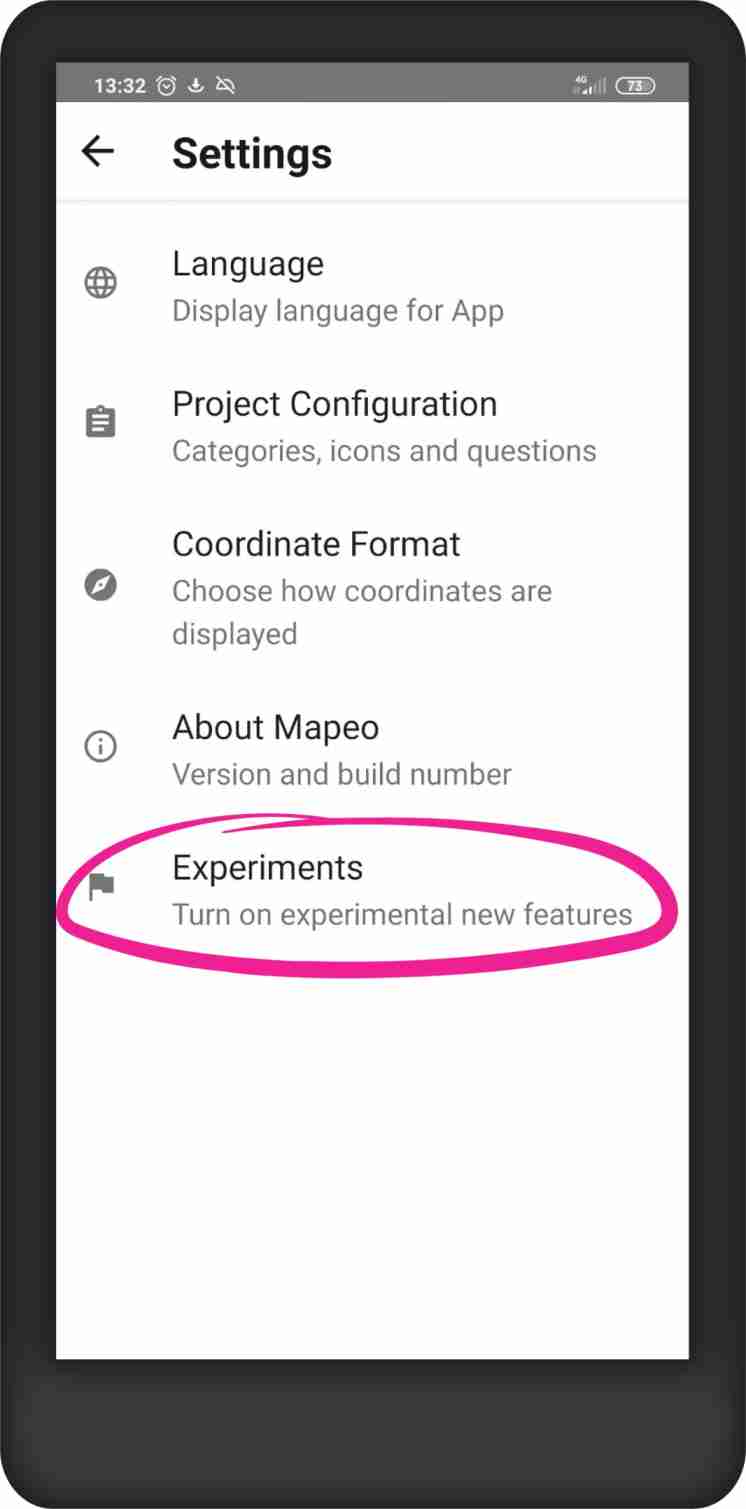 13:32 4G 73
Settings
Language
Display language for App
Project Configuration
Categories, icons and questions
Coordinate Format
Choose how coordinates are
displayed
About Mapeo
Version and build number
Experiments
Turn on experimental new features